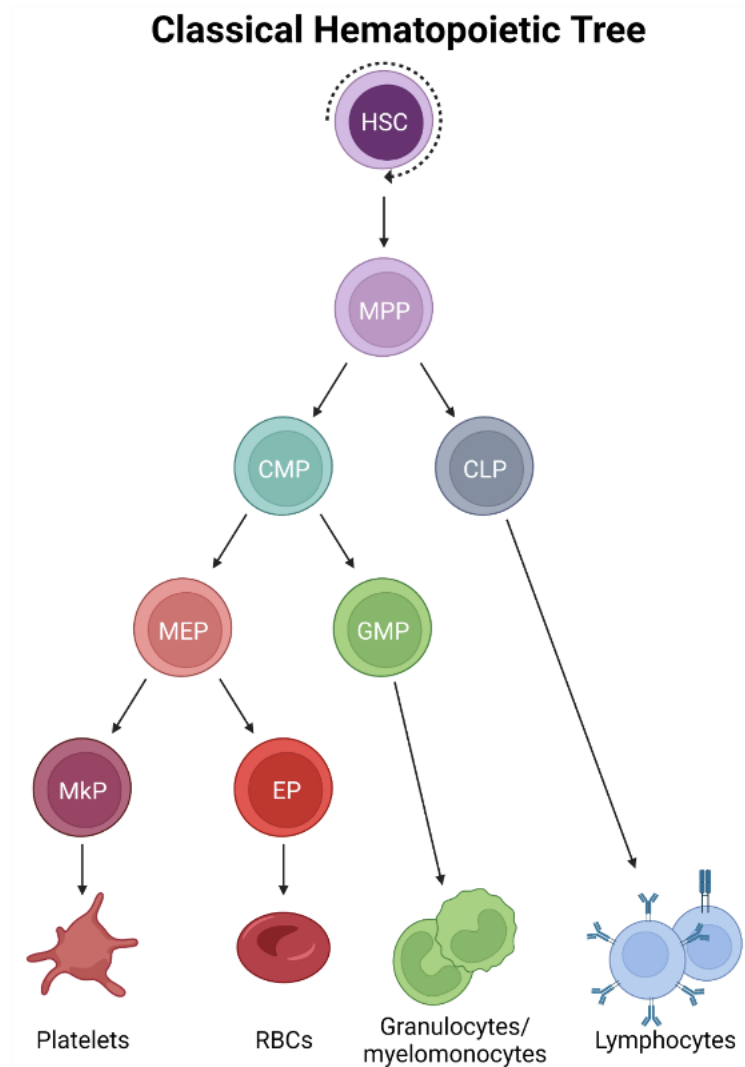 Classical Hematopoietic Tree
HSC
MPP
CMP
CLP
MEP
GMP
MkP
EP
Platelets
RBCs
Granulocytes/
myelomonocytes
Lymphocytes